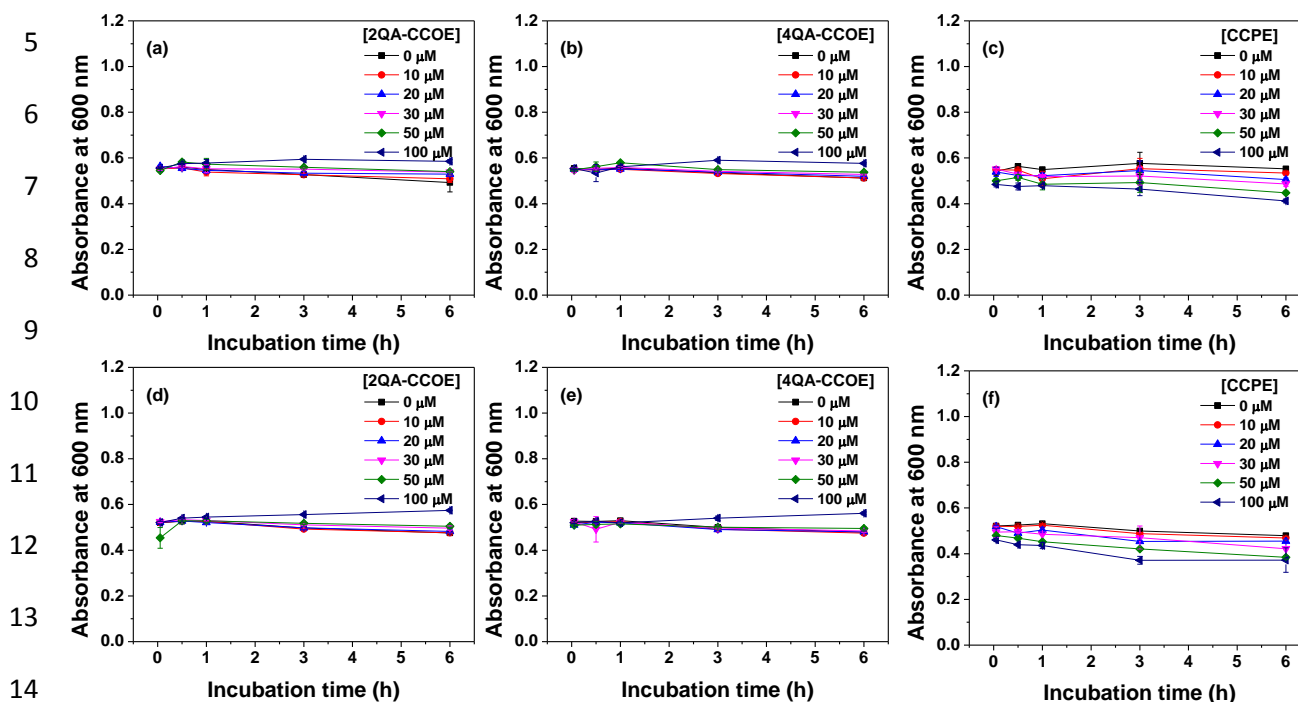 5
6
7
8
9
10
11
12
13
14
(a)
[2QA-CCOE]
0 μM
10 μM
20 μM
30 μM
50 μM
100 μM
Absorbance at 600 nm
1.2
1.0
0.8
0.6
0.4
0.2
0.0
0 1 2 3 4 5 6
Incubation time (h)
(b)
[4QA-CCOE]
0 μM
10 μM
20 μM
30 μM
50 μM
100 μM
Absorbance at 600 nm
1.2
1.0
0.8
0.6
0.4
0.2
0.0
0 1 2 3 4 5 6
Incubation time (h)
(c)
[CCPE]
0 μM
10 μM
20 μM
30 μM
50 μM
100 μM
Absorbance at 600 nm
1.2
1.0
0.8
0.6
0.4
0.2
0.0
0 1 2 3 4 5 6
Incubation time (h)
(d)
[2QA-CCOE]
0 μM
10 μM
20 μM
30 μM
50 μM
100 μM
Absorbance at 600 nm
1.2
1.0
0.8
0.6
0.4
0.2
0.0
0 1 2 3 4 5 6
Incubation time (h)
(e)
[4QA-CCOE]
0 μM
10 μM
20 μM
30 μM
50 μM
100 μM
Absorbance at 600 nm
1.2
1.0
0.8
0.6
0.4
0.2
0.0
0 1 2 3 4 5 6
Incubation time (h)
(f)
[CCPE]
0 μM
10 μM
20 μM
30 μM
50 μM
100 μM
Absorbance at 600 nm
1.2
1.0
0.8
0.6
0.4
0.2
0.0
0 1 2 3 4 5 6
Incubation time (h)